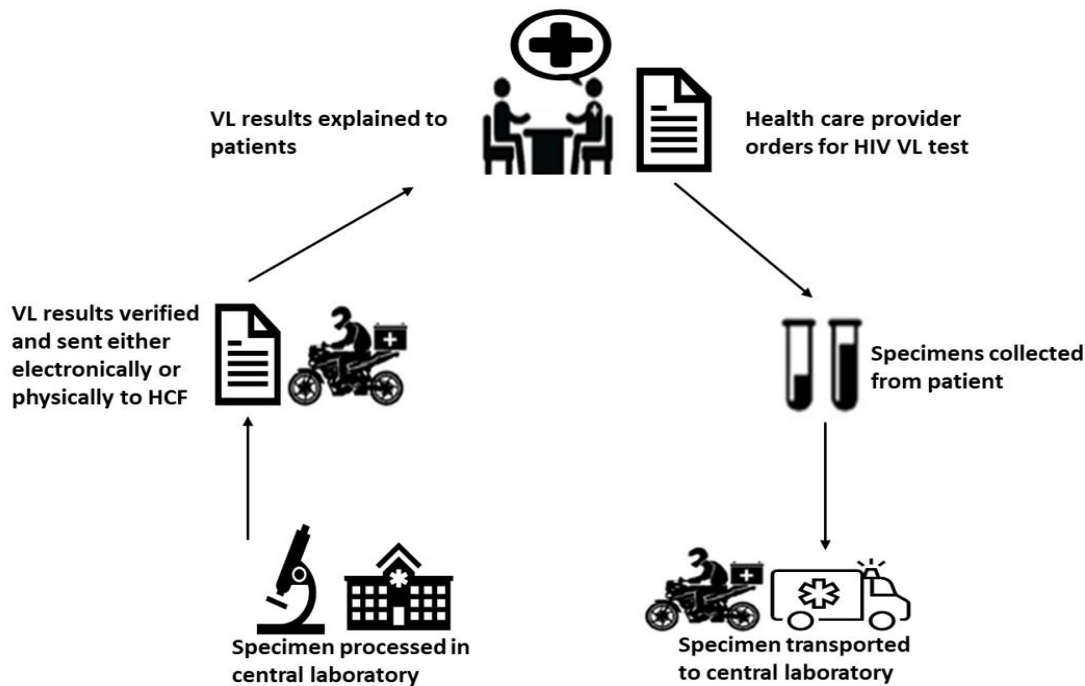 VL results explained to
patients
Health care provider
orders for HIV VL test
VL results verified
and sent either
electronically or
physically to HCF
Specimens collected
from patient
Specimen processed in
central laboratory
Specimen transported
to central laboratory